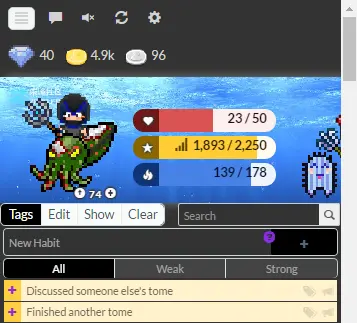 40 4.9k 96
23 / 50
1,893 / 2,250
139 / 178
74
Tags Edit Show Clear Search
New Habit
All Weak Strong
Discussed someone else's tome
Finished another tome